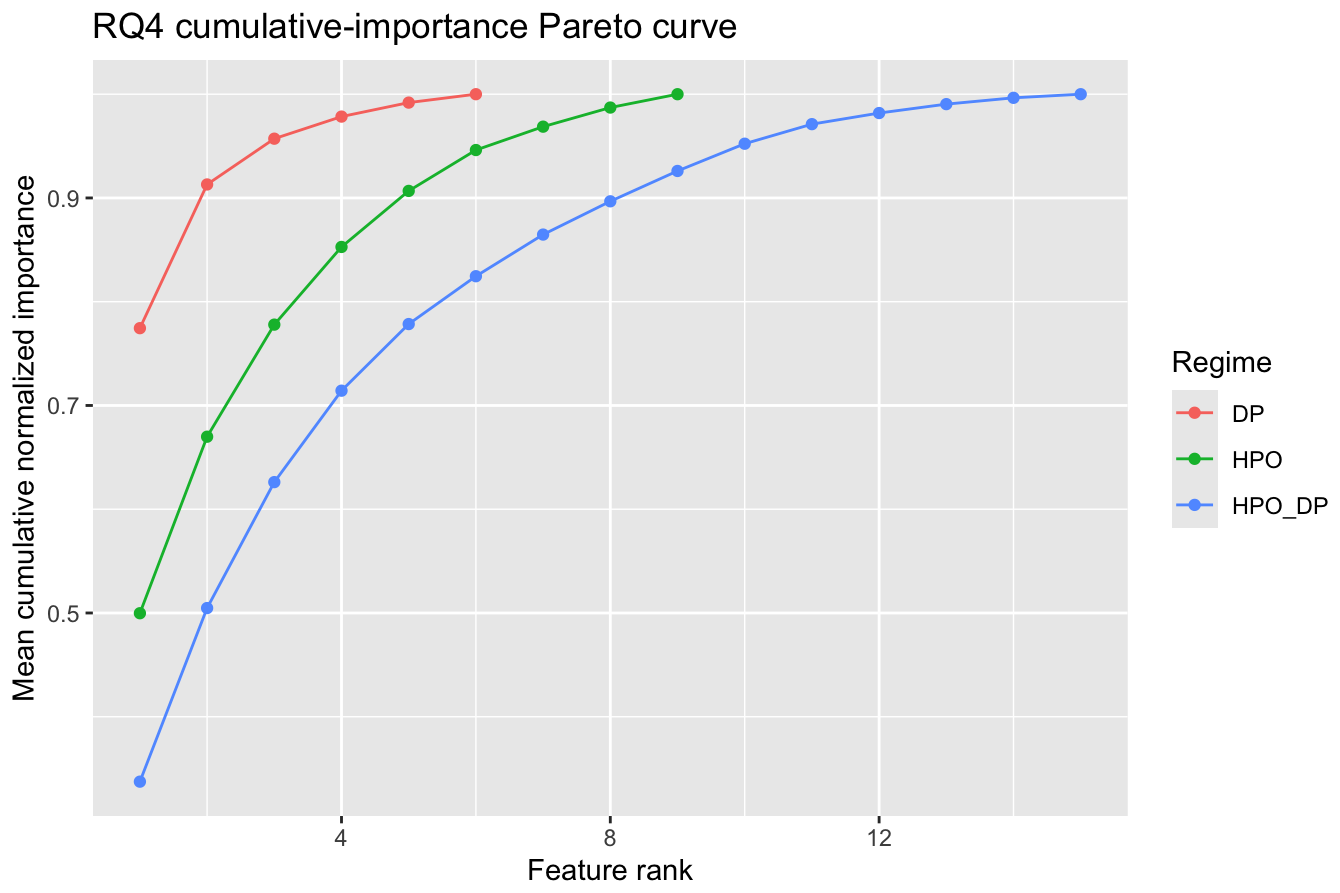 RQ4 cumulative-importance Pareto curve
Mean cumulative normalized importance
0.9
0.7
0.5
4 8 12
Feature rank
Regime
DP
HPO
HPO_DP